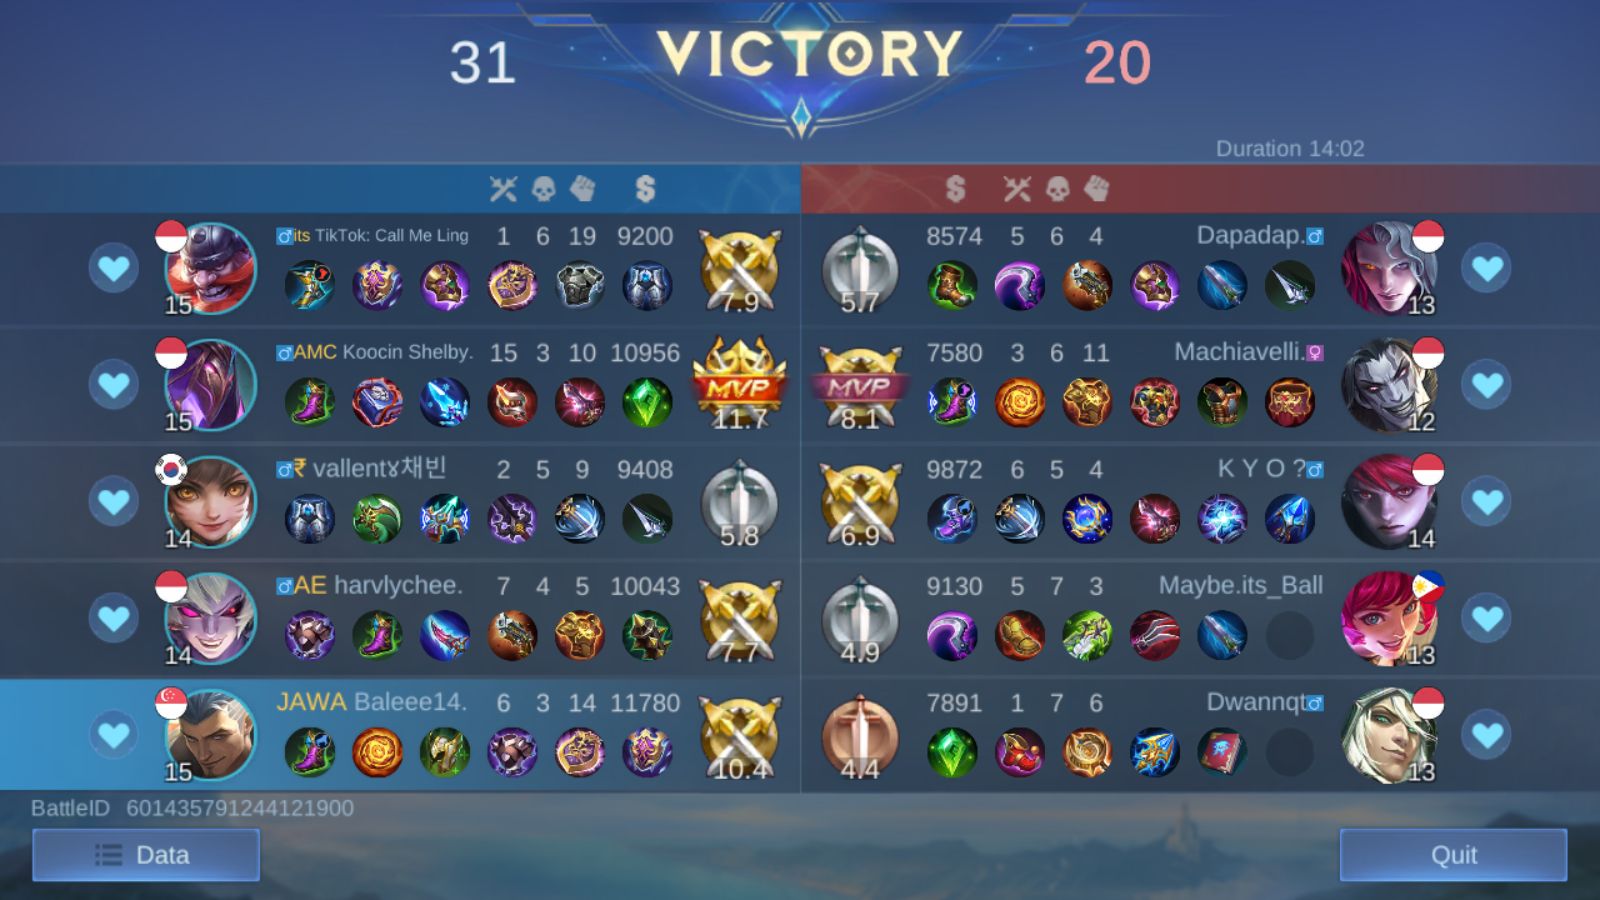 31 VICTORY 20
Duration 14:02
its TikTok: Call Me Ling 1 6 19 9200
15 7.9
5.7 8574 5 6 4 Dapadap.
13
AMC Koocin Shelby. 15 3 10 10956
15 MVP 11.7
MVP 8.1 7580 3 6 11 Machiavelli.
12
₹ vallent४채빈 2 5 9 9408
14 5.8
6.9 9872 6 5 4 K Y O ?
14
AE harvlychee. 7 4 5 10043
14 7.7
4.9 9130 5 7 3 Maybe.its_Ball
13
JAWA Baleee14. 6 3 14 11780
15 10.4
4.4 7891 1 7 6 Dwannqt
13
BattleID 601435791244121900
Data
Quit